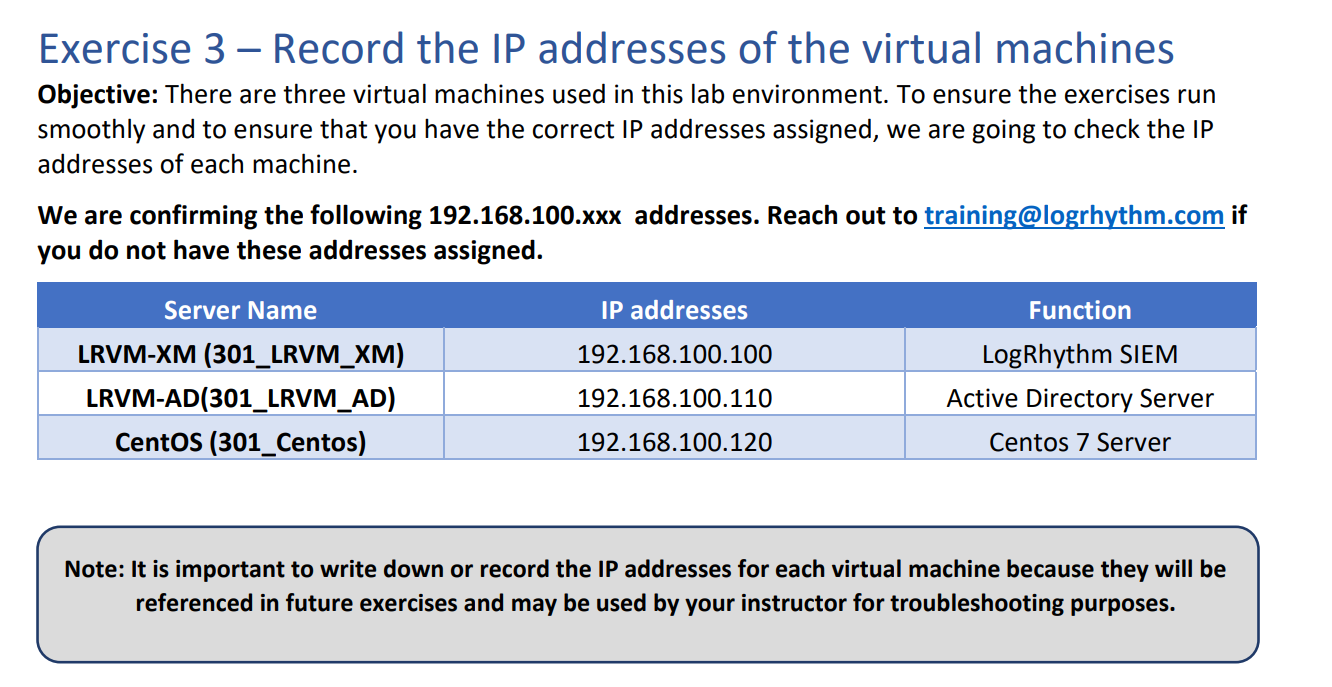 Exercise 3 – Record the IP addresses of the virtual machines
Objective: There are three virtual machines used in this lab environment. To ensure the exercises run
smoothly and to ensure that you have the correct IP addresses assigned, we are going to check the IP
addresses of each machine.
We are confirming the following 192.168.100.xxx  addresses. Reach out to training@logrhythm.com if
you do not have these addresses assigned.
Server Name IP addresses Function
LRVM-XM (301_LRVM_XM) 192.168.100.100 LogRhythm SIEM
LRVM-AD(301_LRVM_AD) 192.168.100.110 Active Directory Server
CentOS (301_Centos) 192.168.100.120 Centos 7 Server
Note: It is important to write down or record the IP addresses for each virtual machine because they will be
referenced in future exercises and may be used by your instructor for troubleshooting purposes.